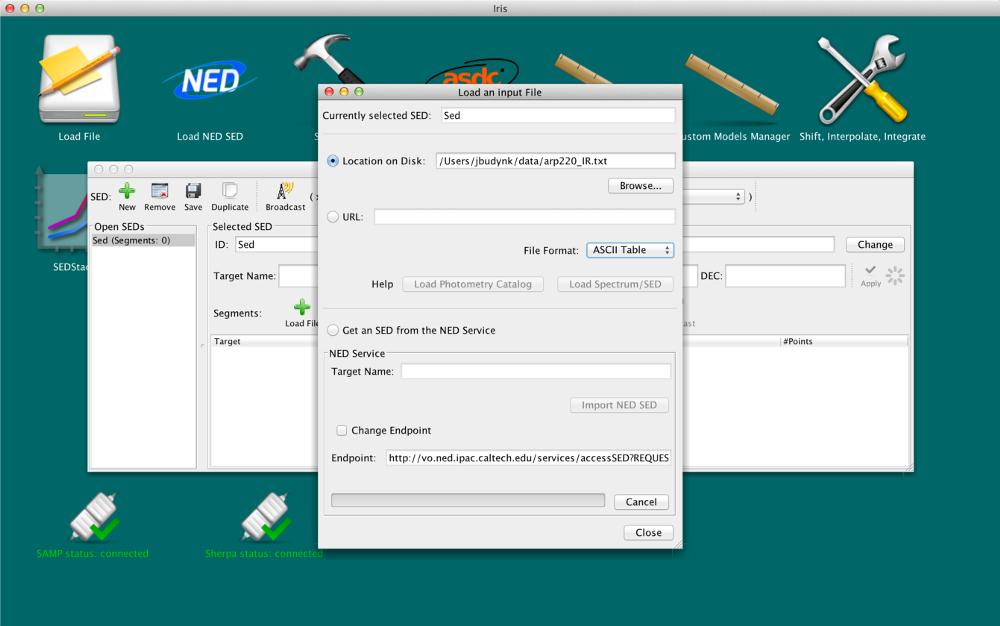 Iris
NED
asdc
Load File
Load NED SED
S
ustom Models Manager
Shift, Interpolate, Integrate
Load an input File
Currently selected SED:
Sed
Location on Disk:
/Users/jbudynk/data/arp220_IR.txt
Browse...
URL:
File Format:
ASCII Table
Help
Load Photometry Catalog
Load Spectrum/SED
Get an SED from the NED Service
NED Service
Target Name:
Import NED SED
Change Endpoint
Endpoint:
http://vo.ned.ipac.caltech.edu/services/accessSED?REQUES
Cancel
Close
SED:
New
Remove
Save
Duplicate
Broadcast
(
)
Open SEDs
Sed (Segments: 0)
Selected SED
ID:
Sed
Change
Target Name:
DEC:
Apply
Segments:
Load File
ast
Target
#Points
SEDStac
SAMP status: connected
Sherpa status: connected